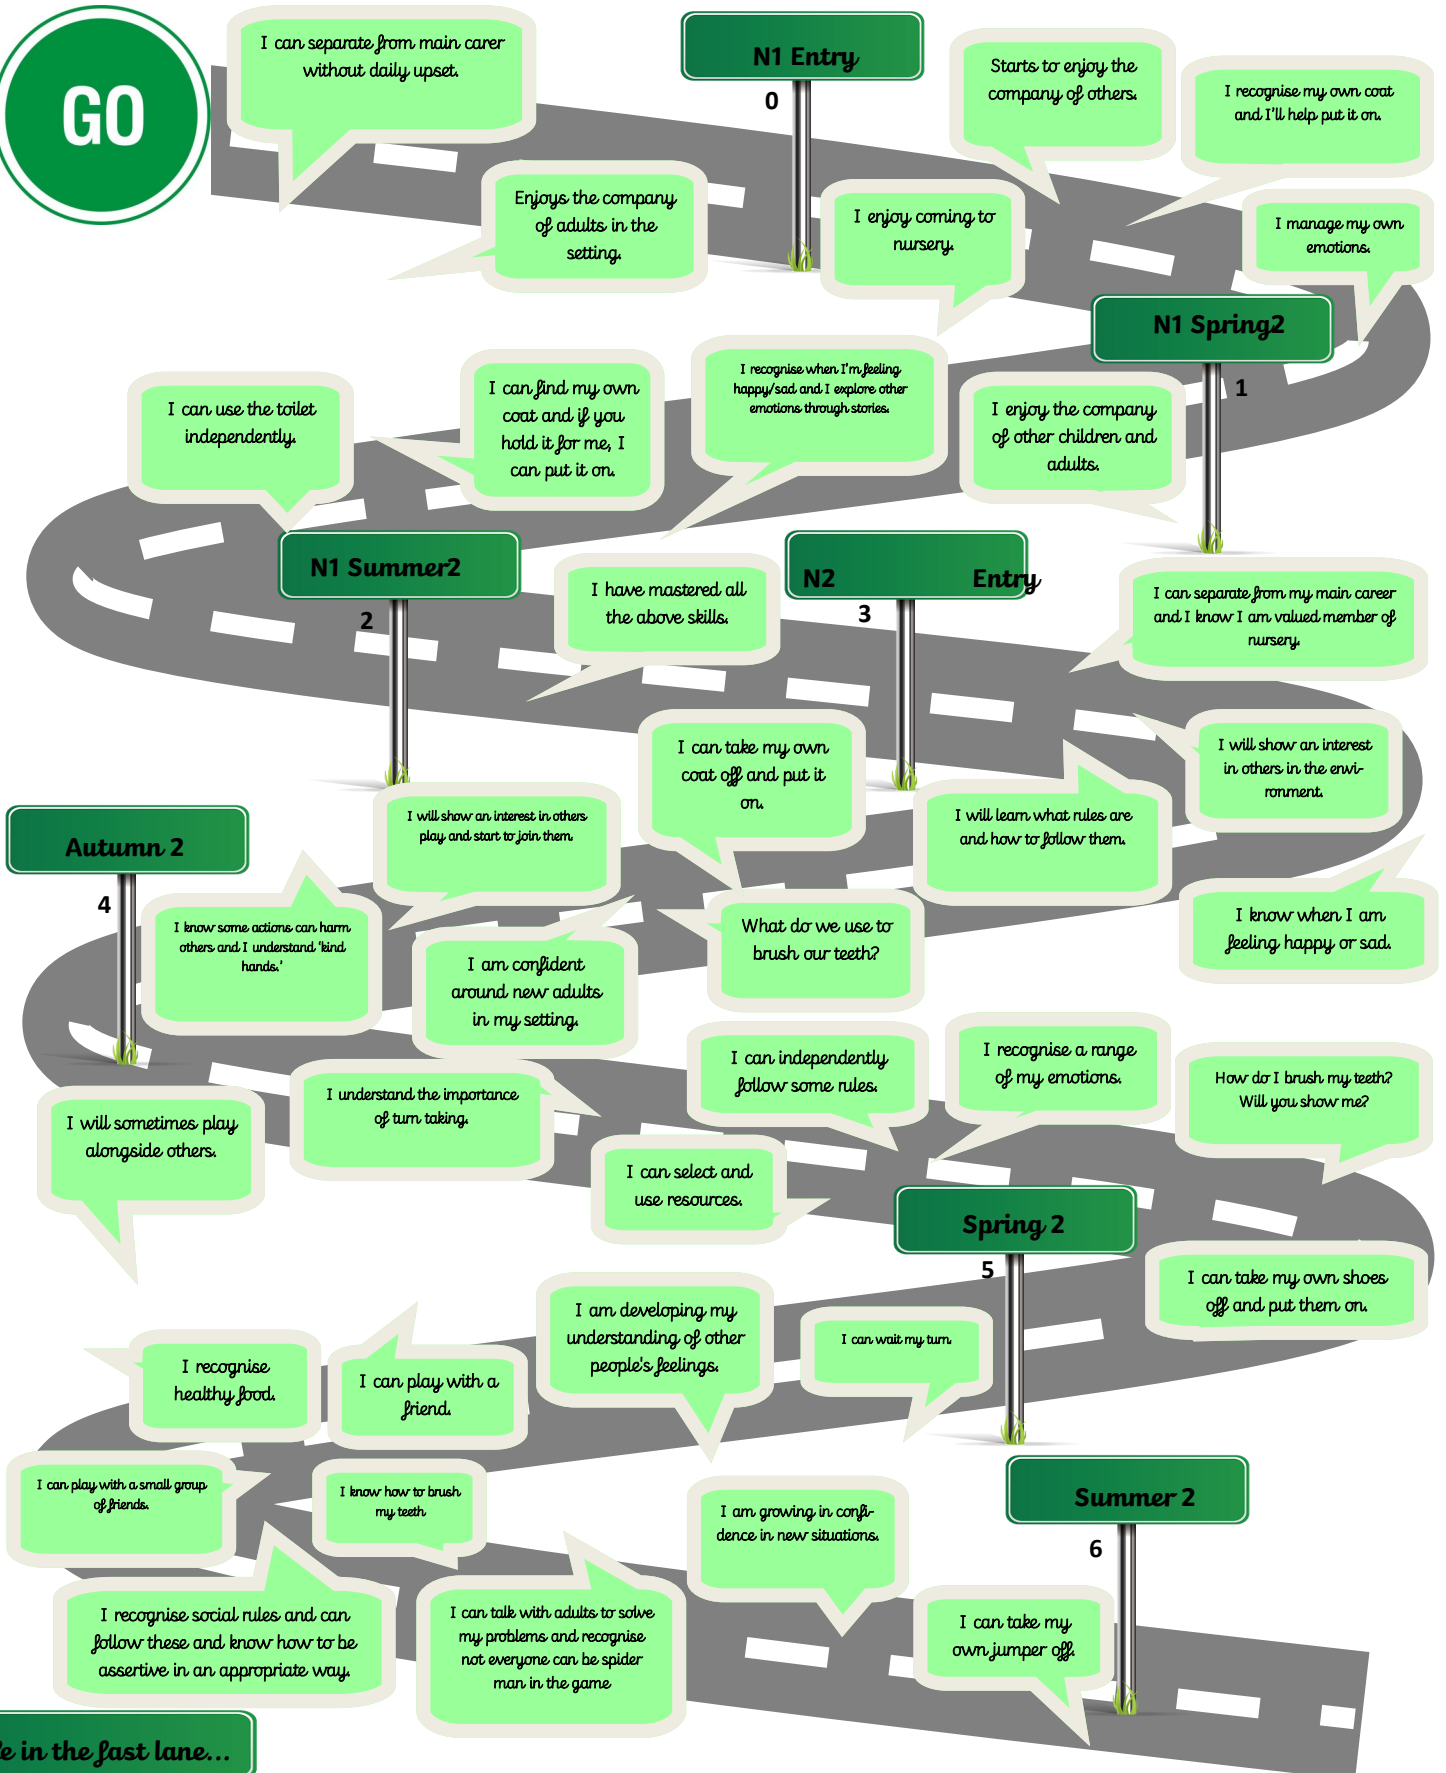 GO
I can separate from main carer
without daily upset.
N1 Entry
0
Starts to enjoy the
company of others.
I recognise my own coat
and I'll help put it on.
Enjoys the company
of adults in the
setting.
I enjoy coming to
nursery.
I manage my own
emotions.
N1 Spring2
1
I can use the toilet
independently.
I can find my own
coat and if you
hold it for me, I
can put it on.
I recognise when I'm feeling
happy/sad and I explore other
emotions through stories.
I enjoy the company
of other children and
adults.
N1 Summer2
2
I have mastered all
the above skills.
N2 Entry
3
I can separate from my main career
and I know I am valued member of
nursery.
I can take my own
coat off and put it
on.
I will show an interest
in others in the envi-
ronment.
I will show an interest in others
play and start to join them
I will learn what rules are
and how to follow them.
Autumn 2
4
I know some actions can harm
others and I understand 'kind
hands.'
I am confident
around new adults
in my setting.
What do we use to
brush our teeth?
I know when I am
feeling happy or sad.
I will sometimes play
alongside others.
I understand the importance
of turn taking.
I can independently
follow some rules.
I recognise a range
of my emotions.
How do I brush my teeth?
Will you show me?
I can select and
use resources.
Spring 2
5
I can take my own shoes
off and put them on.
I recognise
healthy food.
I can play with a
friend.
I am developing my
understanding of other
people's feelings.
I can wait my turn
I can play with a small group
of friends.
I know how to brush
my teeth
I am growing in confi-
dence in new situations.
Summer 2
6
I recognise social rules and can
follow these and know how to be
assertive in an appropriate way.
I can talk with adults to solve
my problems and recognise
not everyone can be spider
man in the game
I can take my
own jumper off.
e in the fast lane...